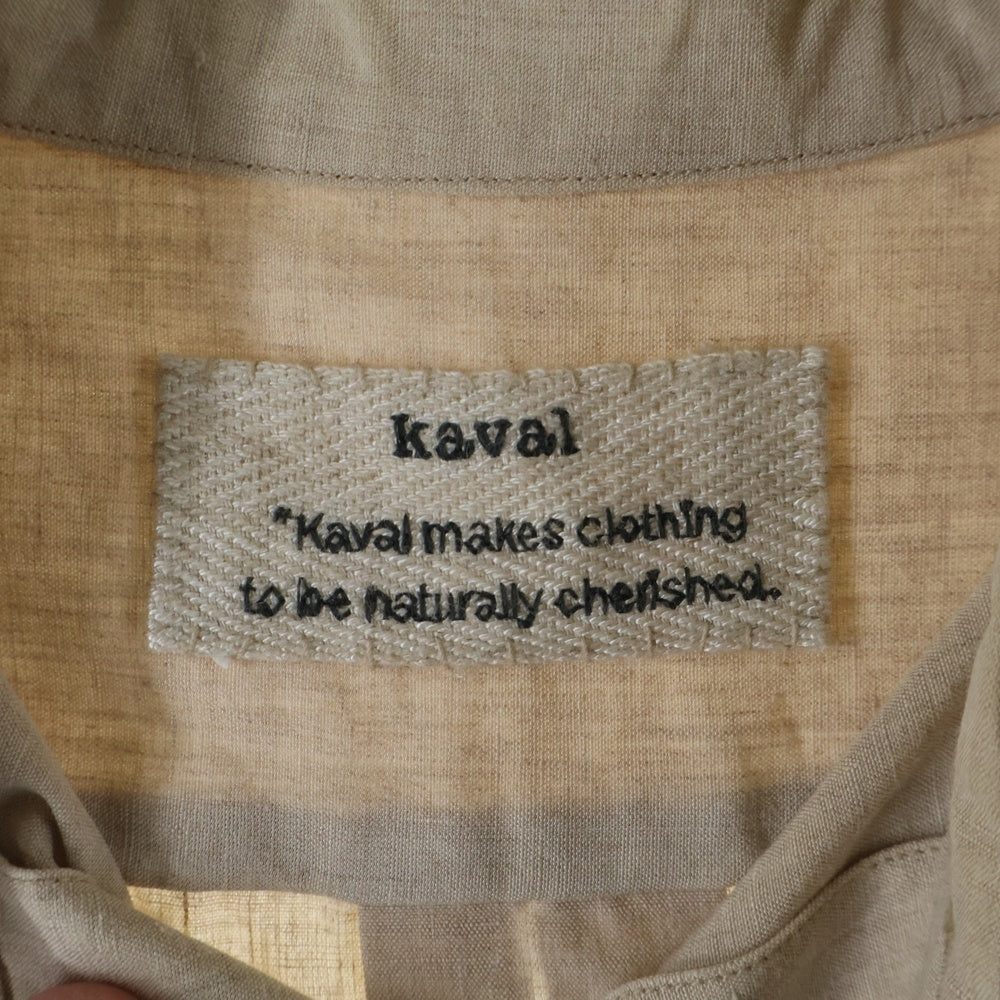 kaval
"Kaval makes clothing
to be naturally cherished.